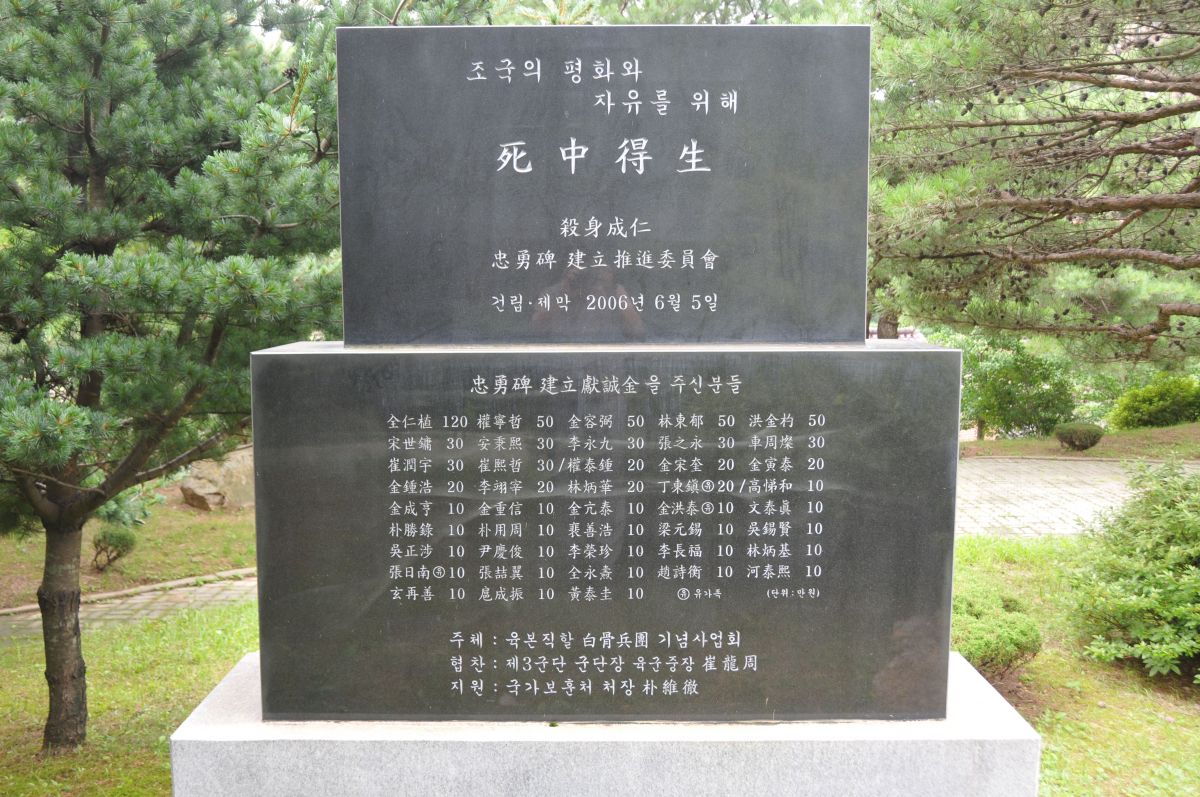 조국의 평화와
자유를 위해
死中得生
殺身成仁
忠勇碑 建立推進委員會
건립·제막 2006년 6월 5일
忠勇碑 建立獻誠金을 주신분들
全仁植 120 權寧哲 50 金容弼 50 林東郁 50 洪金杓 50
宋世鏞 30 安秉熙 30 李永九 30 張之永 30 車周燦 30
崔潤宇 30 崔熙哲 30 / 權泰鍾 20 金宋奎 20 金寅泰 20
金鍾浩 20 李翊宰 20 林炳華 20 丁東鎭㉾20 / 高悌和 10
金成亨 10 金重信 10 金亢泰 10 金洪泰㉾10 文泰眞 10
朴勝錄 10 朴用周 10 裵善浩 10 梁元錫 10 吳錫賢 10
吳正涉 10 尹慶俊 10 李榮珍 10 李長福 10 林炳基 10
張日南㉾10 張喆翼 10 全永燾 10 趙詩衡 10 河泰熙 10
玄再善 10 扈成振 10 黃泰圭 10 ㉾유가족 (단위:만원)
주체 : 육본직할 白骨兵團 기념사업회
협찬 : 제3군단 군단장 육군중장 崔龍周
지원 : 국가보훈처 처장 朴維徹